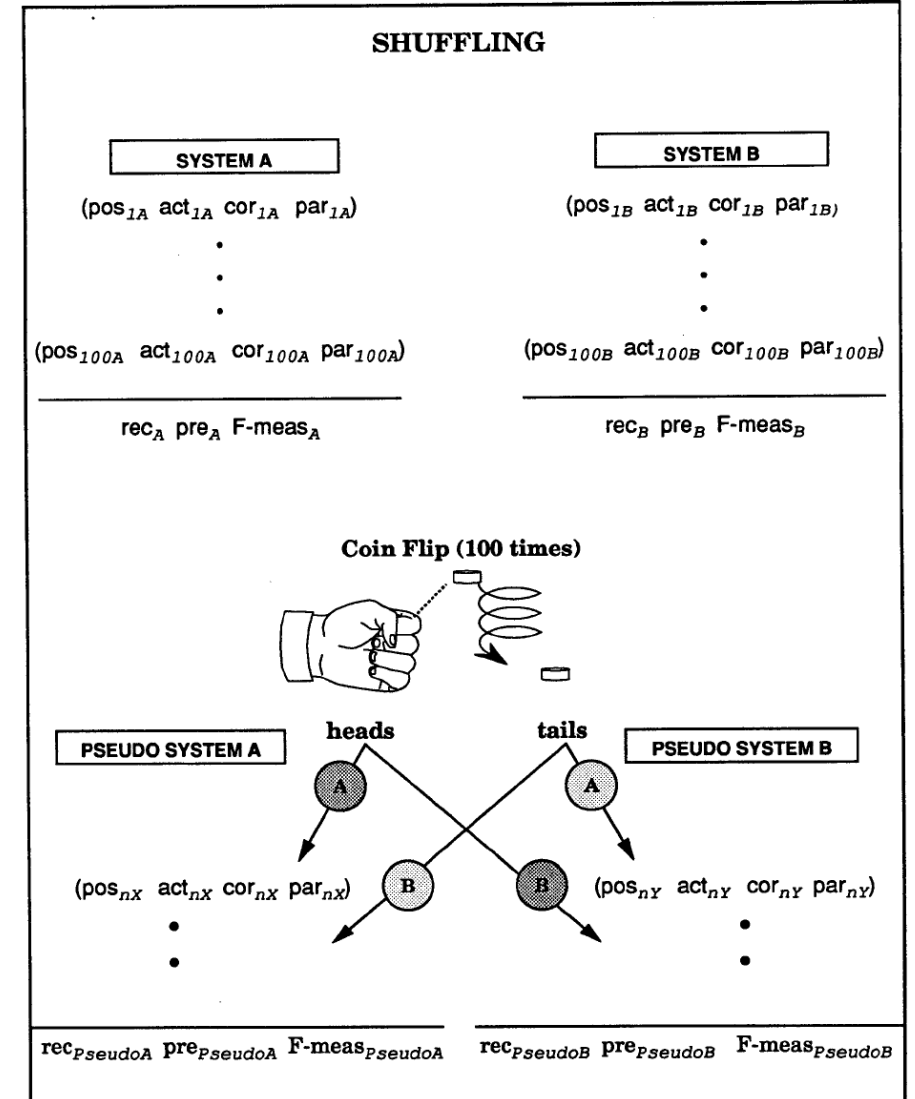 SHUFFLING
SYSTEM A
SYSTEM B
(pos1A act1A cor1A par1A)
(pos1B act1B cor1B par1B)
(pos100A act100A cor100A par100A)
(pos100B act100B cor100B par100B)
recA preA F-measA
recB preB F-measB
Coin Flip (100 times)
heads
tails
PSEUDO SYSTEM A
PSEUDO SYSTEM B
A
A
B
B
(posnX actnX cornX parnX)
(posnY actnY cornY parnY)
recPseudoA prePseudoA F-measPseudoA
recPseudoB prePseudoB F-measPseudoB